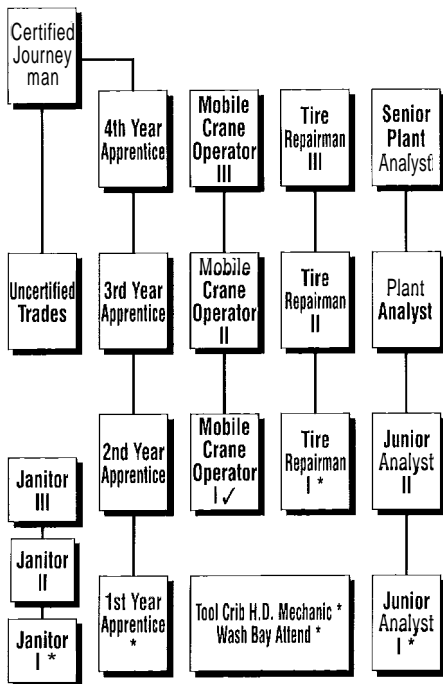 Certified
Journey
man
4th Year
Apprentice
Mobile
Crane
Operator
III
Tire
Repairman
III
Senior
Plant
Analyst
Uncertified
Trades
3rd Year
Apprentice
Mobile
Crane
Operator
II
Tire
Repairman
II
Plant
Analyst
Janitor
III
2nd Year
Apprentice
Mobile
Crane
Operator
I ✓
Tire
Repairman
I *
Junior
Analyst
II
Janitor
II
Janitor
I *
1st Year
Apprentice
*
Tool Crib H.D. Mechanic *
Wash Bay Attend *
Junior
Analyst
I *